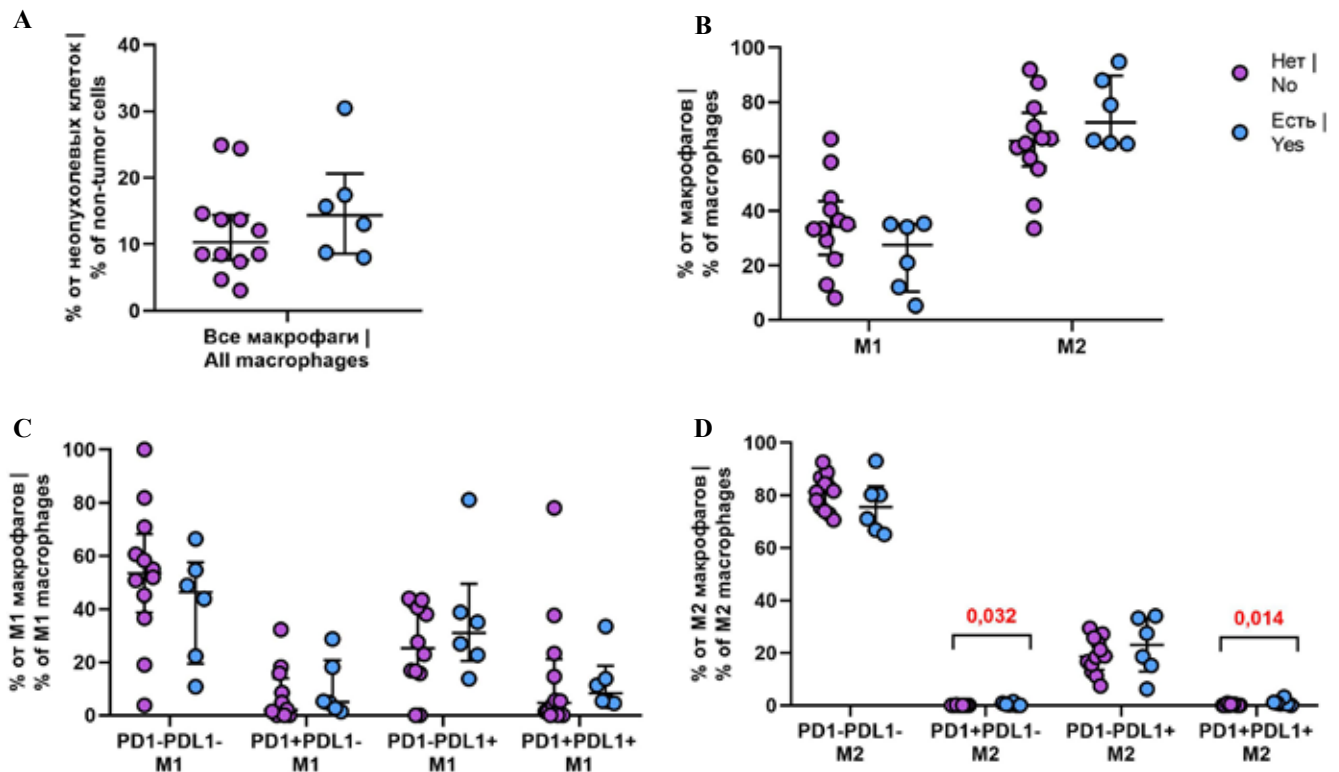 A
% от неопухолевых клеток |
% of non-tumor cells
40
30
20
10
0
Все макрофаги |
All macrophages
B
% от макрофагов |
% of macrophages
100
80
60
40
20
0
M1
M2
Нет |
No
Есть |
Yes
C
% от M1 макрофагов |
% of M1 macrophages
100
80
60
40
20
0
PD1-PDL1-
M1
PD1+PDL1-
M1
PD1-PDL1+
M1
PD1+PDL1+
M1
D
% от M2 макрофагов |
% of M2 macrophages
100
80
60
40
20
0
0,032
0,014
PD1-PDL1-
M2
PD1+PDL1-
M2
PD1-PDL1+
M2
PD1+PDL1+
M2